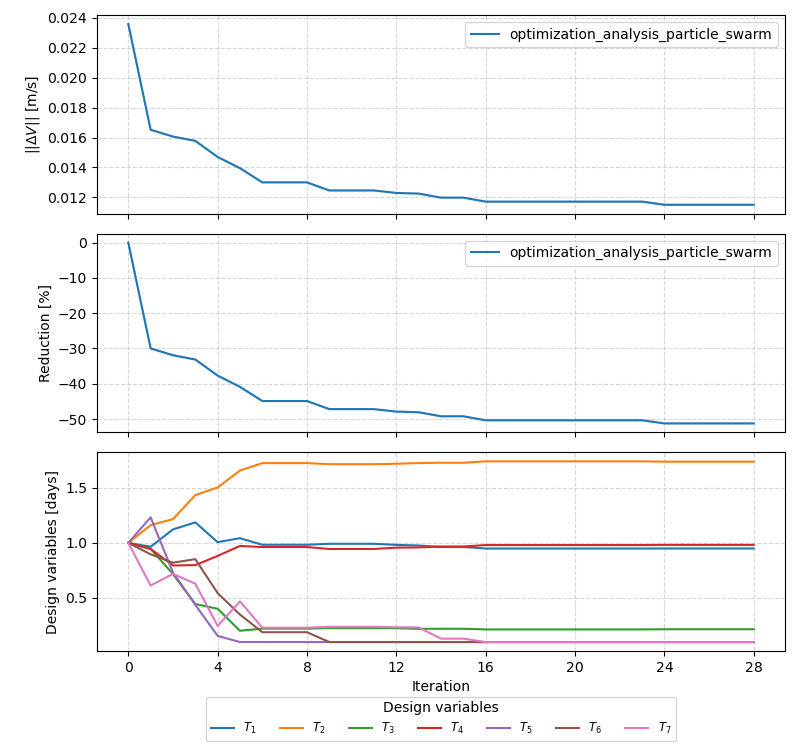 ||ΔV|| [m/s]
0.024
0.022
0.020
0.018
0.016
0.014
0.012
optimization_analysis_particle_swarm
Reduction [%]
0
−10
−20
−30
−40
−50
optimization_analysis_particle_swarm
Design variables [days]
1.5
1.0
0.5
0 4 8 12 16 20 24 28
Iteration
Design variables
T₁ T₂ T₃ T₄ T₅ T₆ T₇